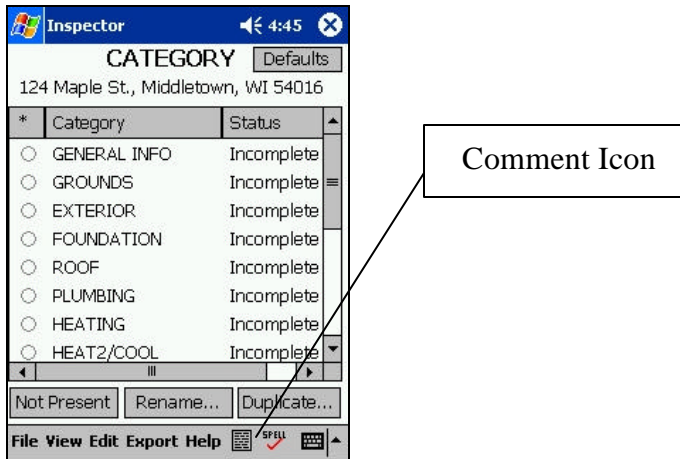 Inspector 4:45
CATEGORY Defaults
124 Maple St., Middletown, WI 54016
* Category Status
GENERAL INFO Incomplete
GROUNDS Incomplete
EXTERIOR Incomplete
FOUNDATION Incomplete
ROOF Incomplete
PLUMBING Incomplete
HEATING Incomplete
HEAT2/COOL Incomplete
Not Present Rename... Duplicate...
File View Edit Export Help SPELL
Comment Icon